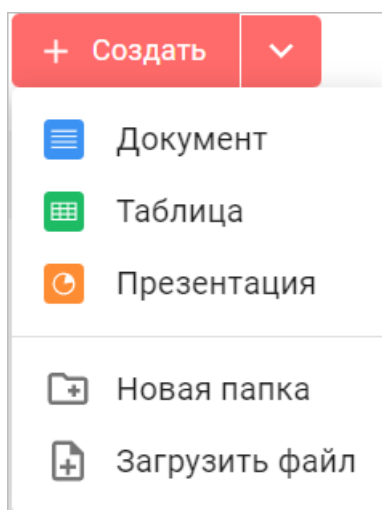 Создать
Документ
Таблица
Презентация
Новая папка
Загрузить файл